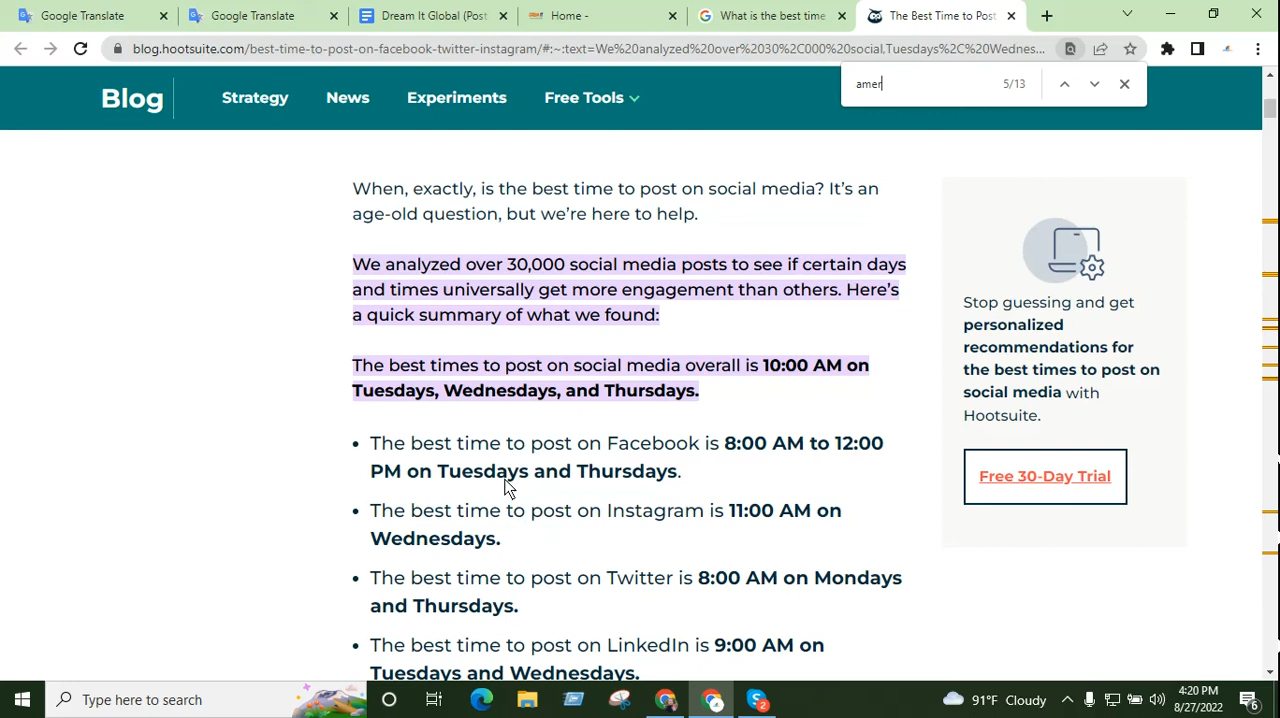 Google Translate
Google Translate
Dream It Global (Post
Home -
What is the best time
The Best Time to Post
blog.hootsuite.com/best-time-to-post-on-facebook-twitter-instagram/#:~:text=We%20analyzed%20over%2030%2C000%20social,Tuesdays%2C%20Wednes...
amer
5/13
Blog
Strategy
News
Experiments
Free Tools
When, exactly, is the best time to post on social media? It’s an
age-old question, but we’re here to help.
We analyzed over 30,000 social media posts to see if certain days
and times universally get more engagement than others. Here’s
a quick summary of what we found:
The best times to post on social media overall is 10:00 AM on
Tuesdays, Wednesdays, and Thursdays.
• The best time to post on Facebook is 8:00 AM to 12:00
PM on Tuesdays and Thursdays.
• The best time to post on Instagram is 11:00 AM on
Wednesdays.
• The best time to post on Twitter is 8:00 AM on Mondays
and Thursdays.
• The best time to post on LinkedIn is 9:00 AM on
Tuesdays and Wednesdays.
Stop guessing and get
personalized
recommendations for
the best times to post on
social media with
Hootsuite.
Free 30-Day Trial
Type here to search
2
91°F Cloudy
4:20 PM
8/27/2022
6